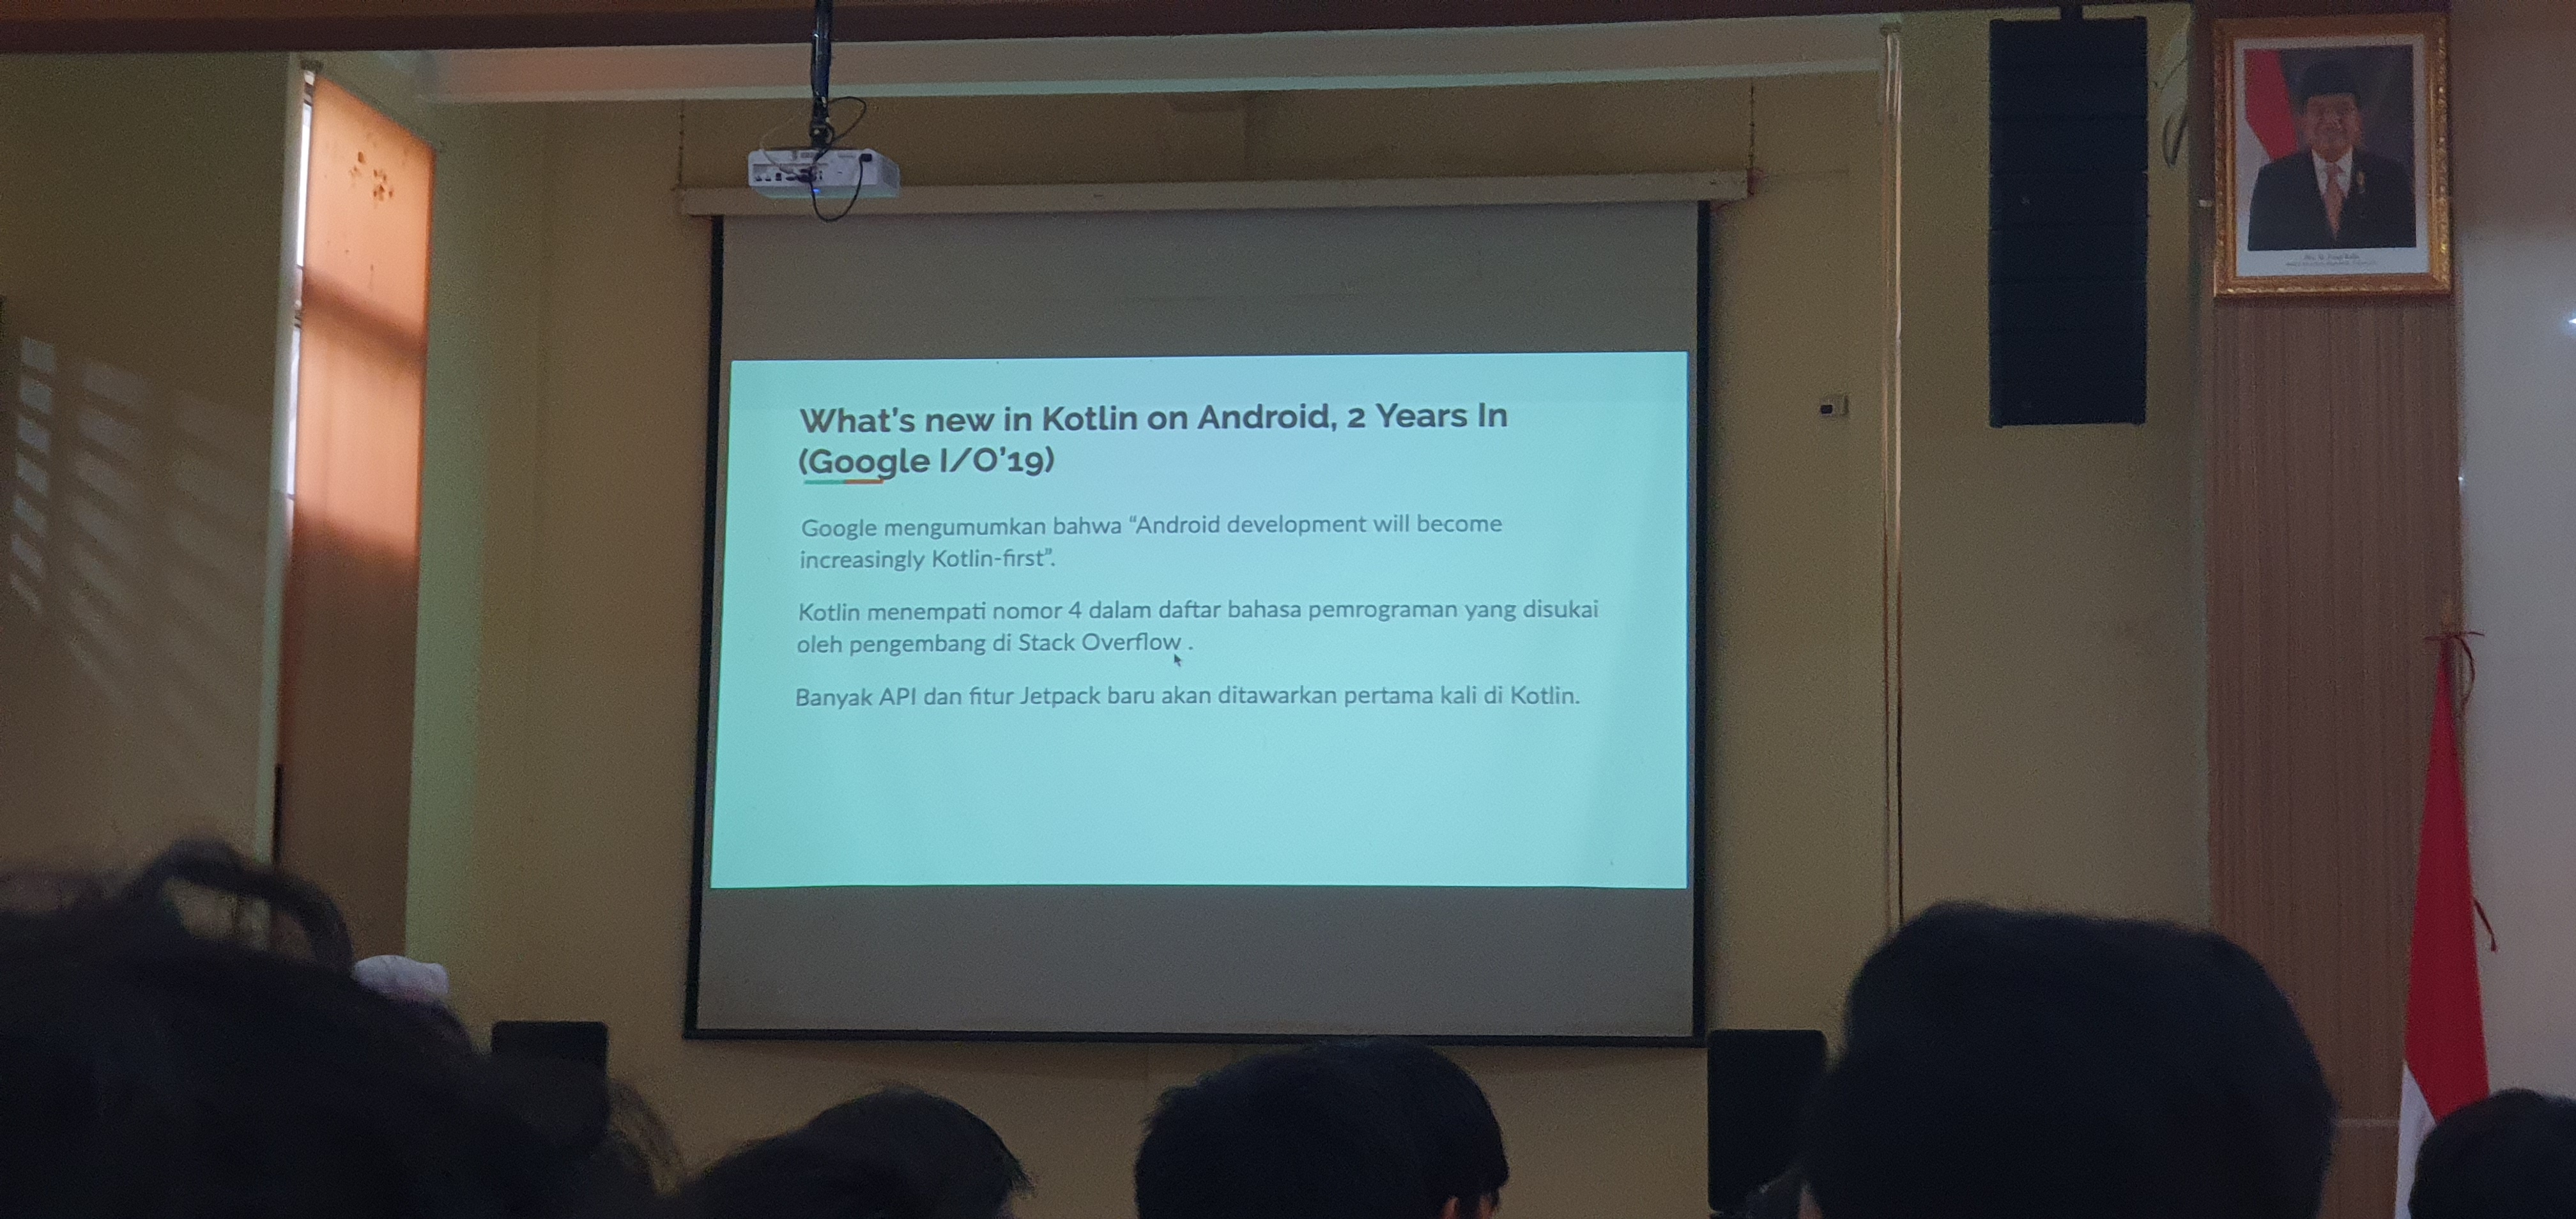 What's new in Kotlin on Android, 2 Years In
(Google I/O'19)
Google mengumumkan bahwa “Android development will become
increasingly Kotlin-first”.
Kotlin menempati nomor 4 dalam daftar bahasa pemrograman yang disukai
oleh pengembang di Stack Overflow .
Banyak API dan fitur Jetpack baru akan ditawarkan pertama kali di Kotlin.